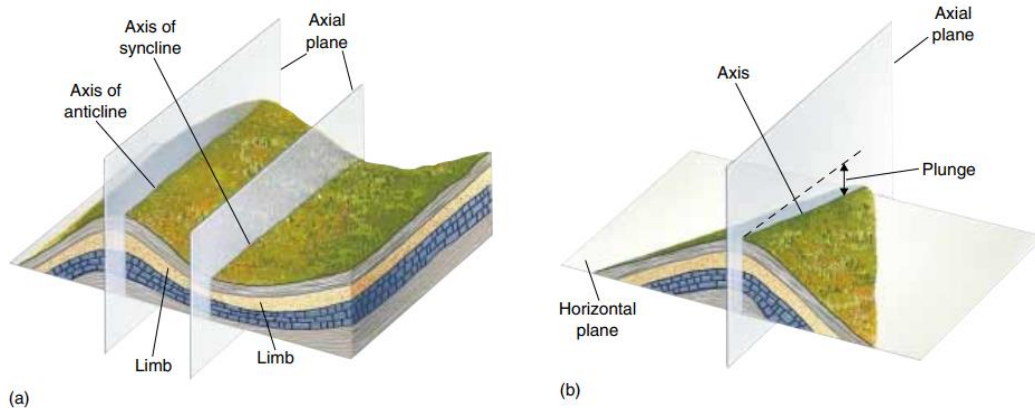 Axis of
syncline
Axial
plane
Axis of
anticline
Limb
Limb
(a)
Axial
plane
Axis
Plunge
Horizontal
plane
(b)